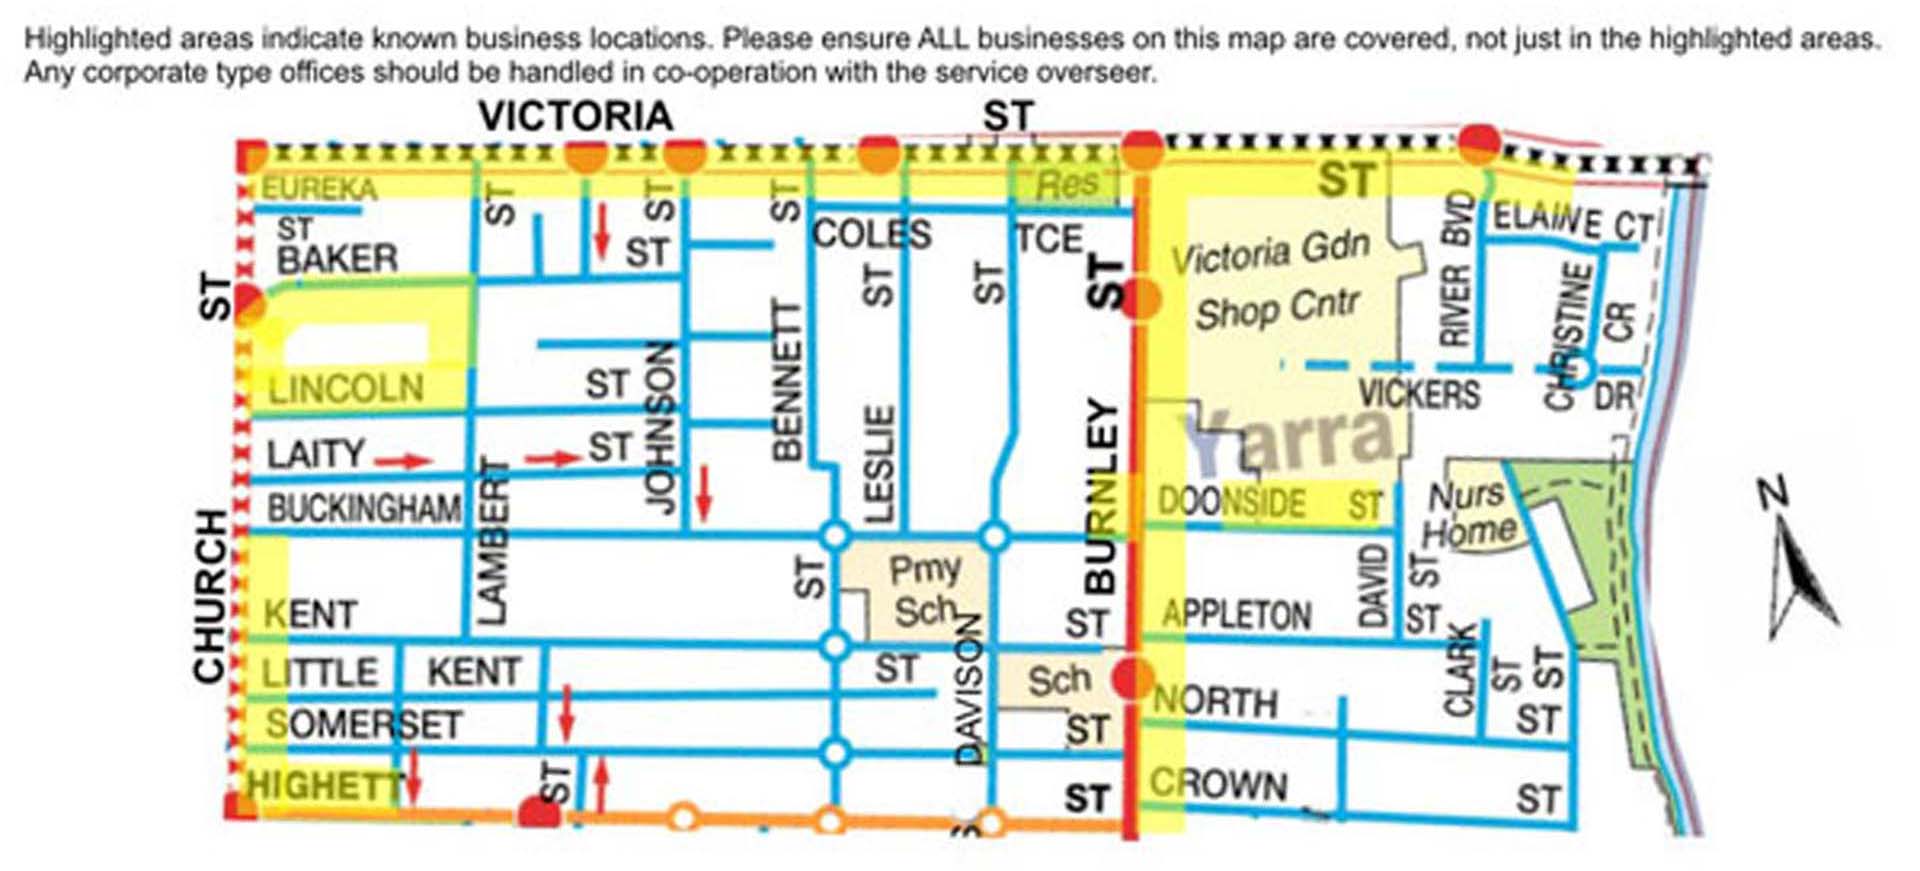 Highlighted areas indicate known business locations. Please ensure ALL businesses on this map are covered, not just in the highlighted areas.
Any corporate type offices should be handled in co-operation with the service overseer.
VICTORIA ST
EUREKA
ST
ST
ST
ST
Res
ST
BAKER
ST
COLES
TCE
ST
ST
ST
ST
ST
Victoria Gdn
Shop Cntr
RIVER BVD
ELAINE CT
CHRISTINE
CR
VICKERS
DR
LINCOLN
ST
JOHNSON
BENNETT
LESLIE
BURNLEY
Yarra
LAITY
ST
BUCKINGHAM
LAMBERT
DOONSIDE ST
Nurs
Home
CHURCH
ST
Pmy
Sch
KENT
ST
APPLETON
DAVID
ST
ST
LITTLE KENT
ST
DAVISON
Sch
NORTH
CLARK
ST
ST
ST
SOMERSET
ST
HIGHETT
ST
ST
CROWN
ST
S
N